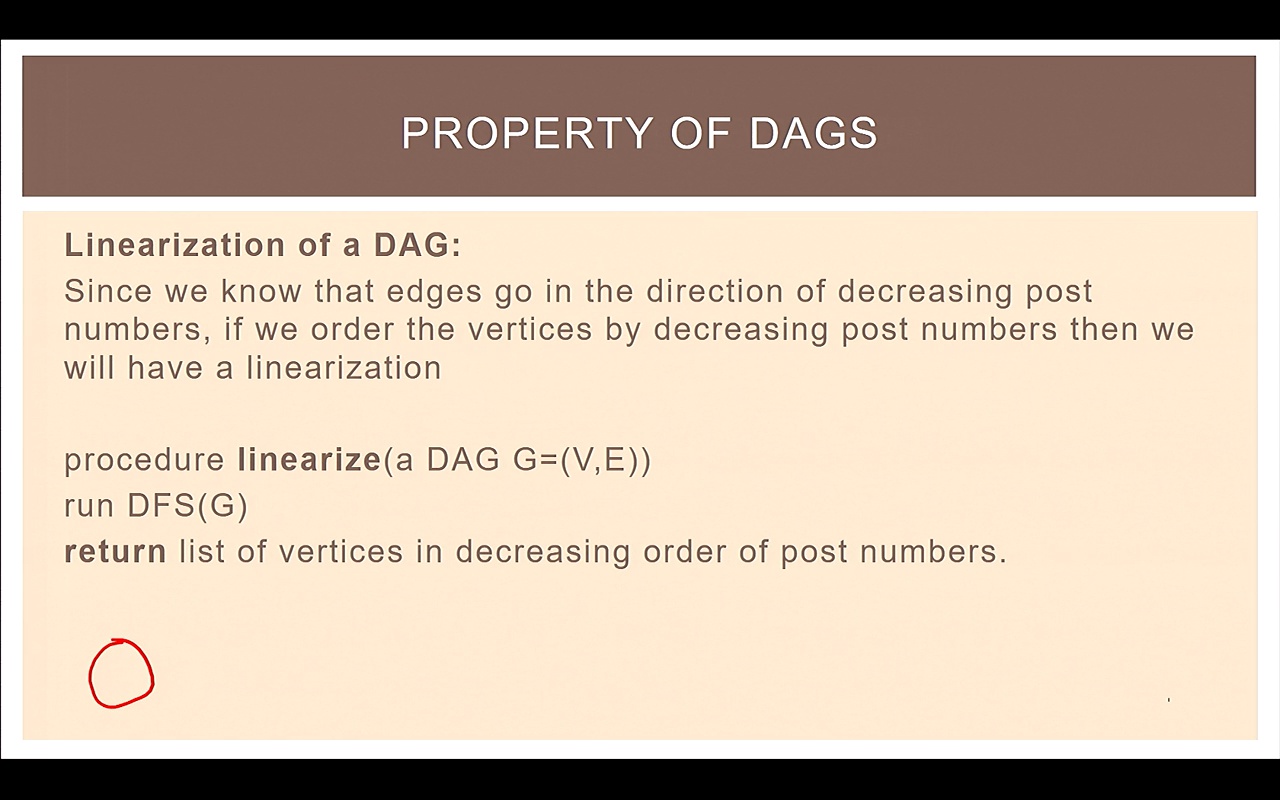 PROPERTY OF DAGS
Linearization of a DAG:
Since we know that edges go in the direction of decreasing post
numbers, if we order the vertices by decreasing post numbers then we
will have a linearization
procedure linearize(a DAG G=(V,E))
run DFS(G)
return list of vertices in decreasing order of post numbers.